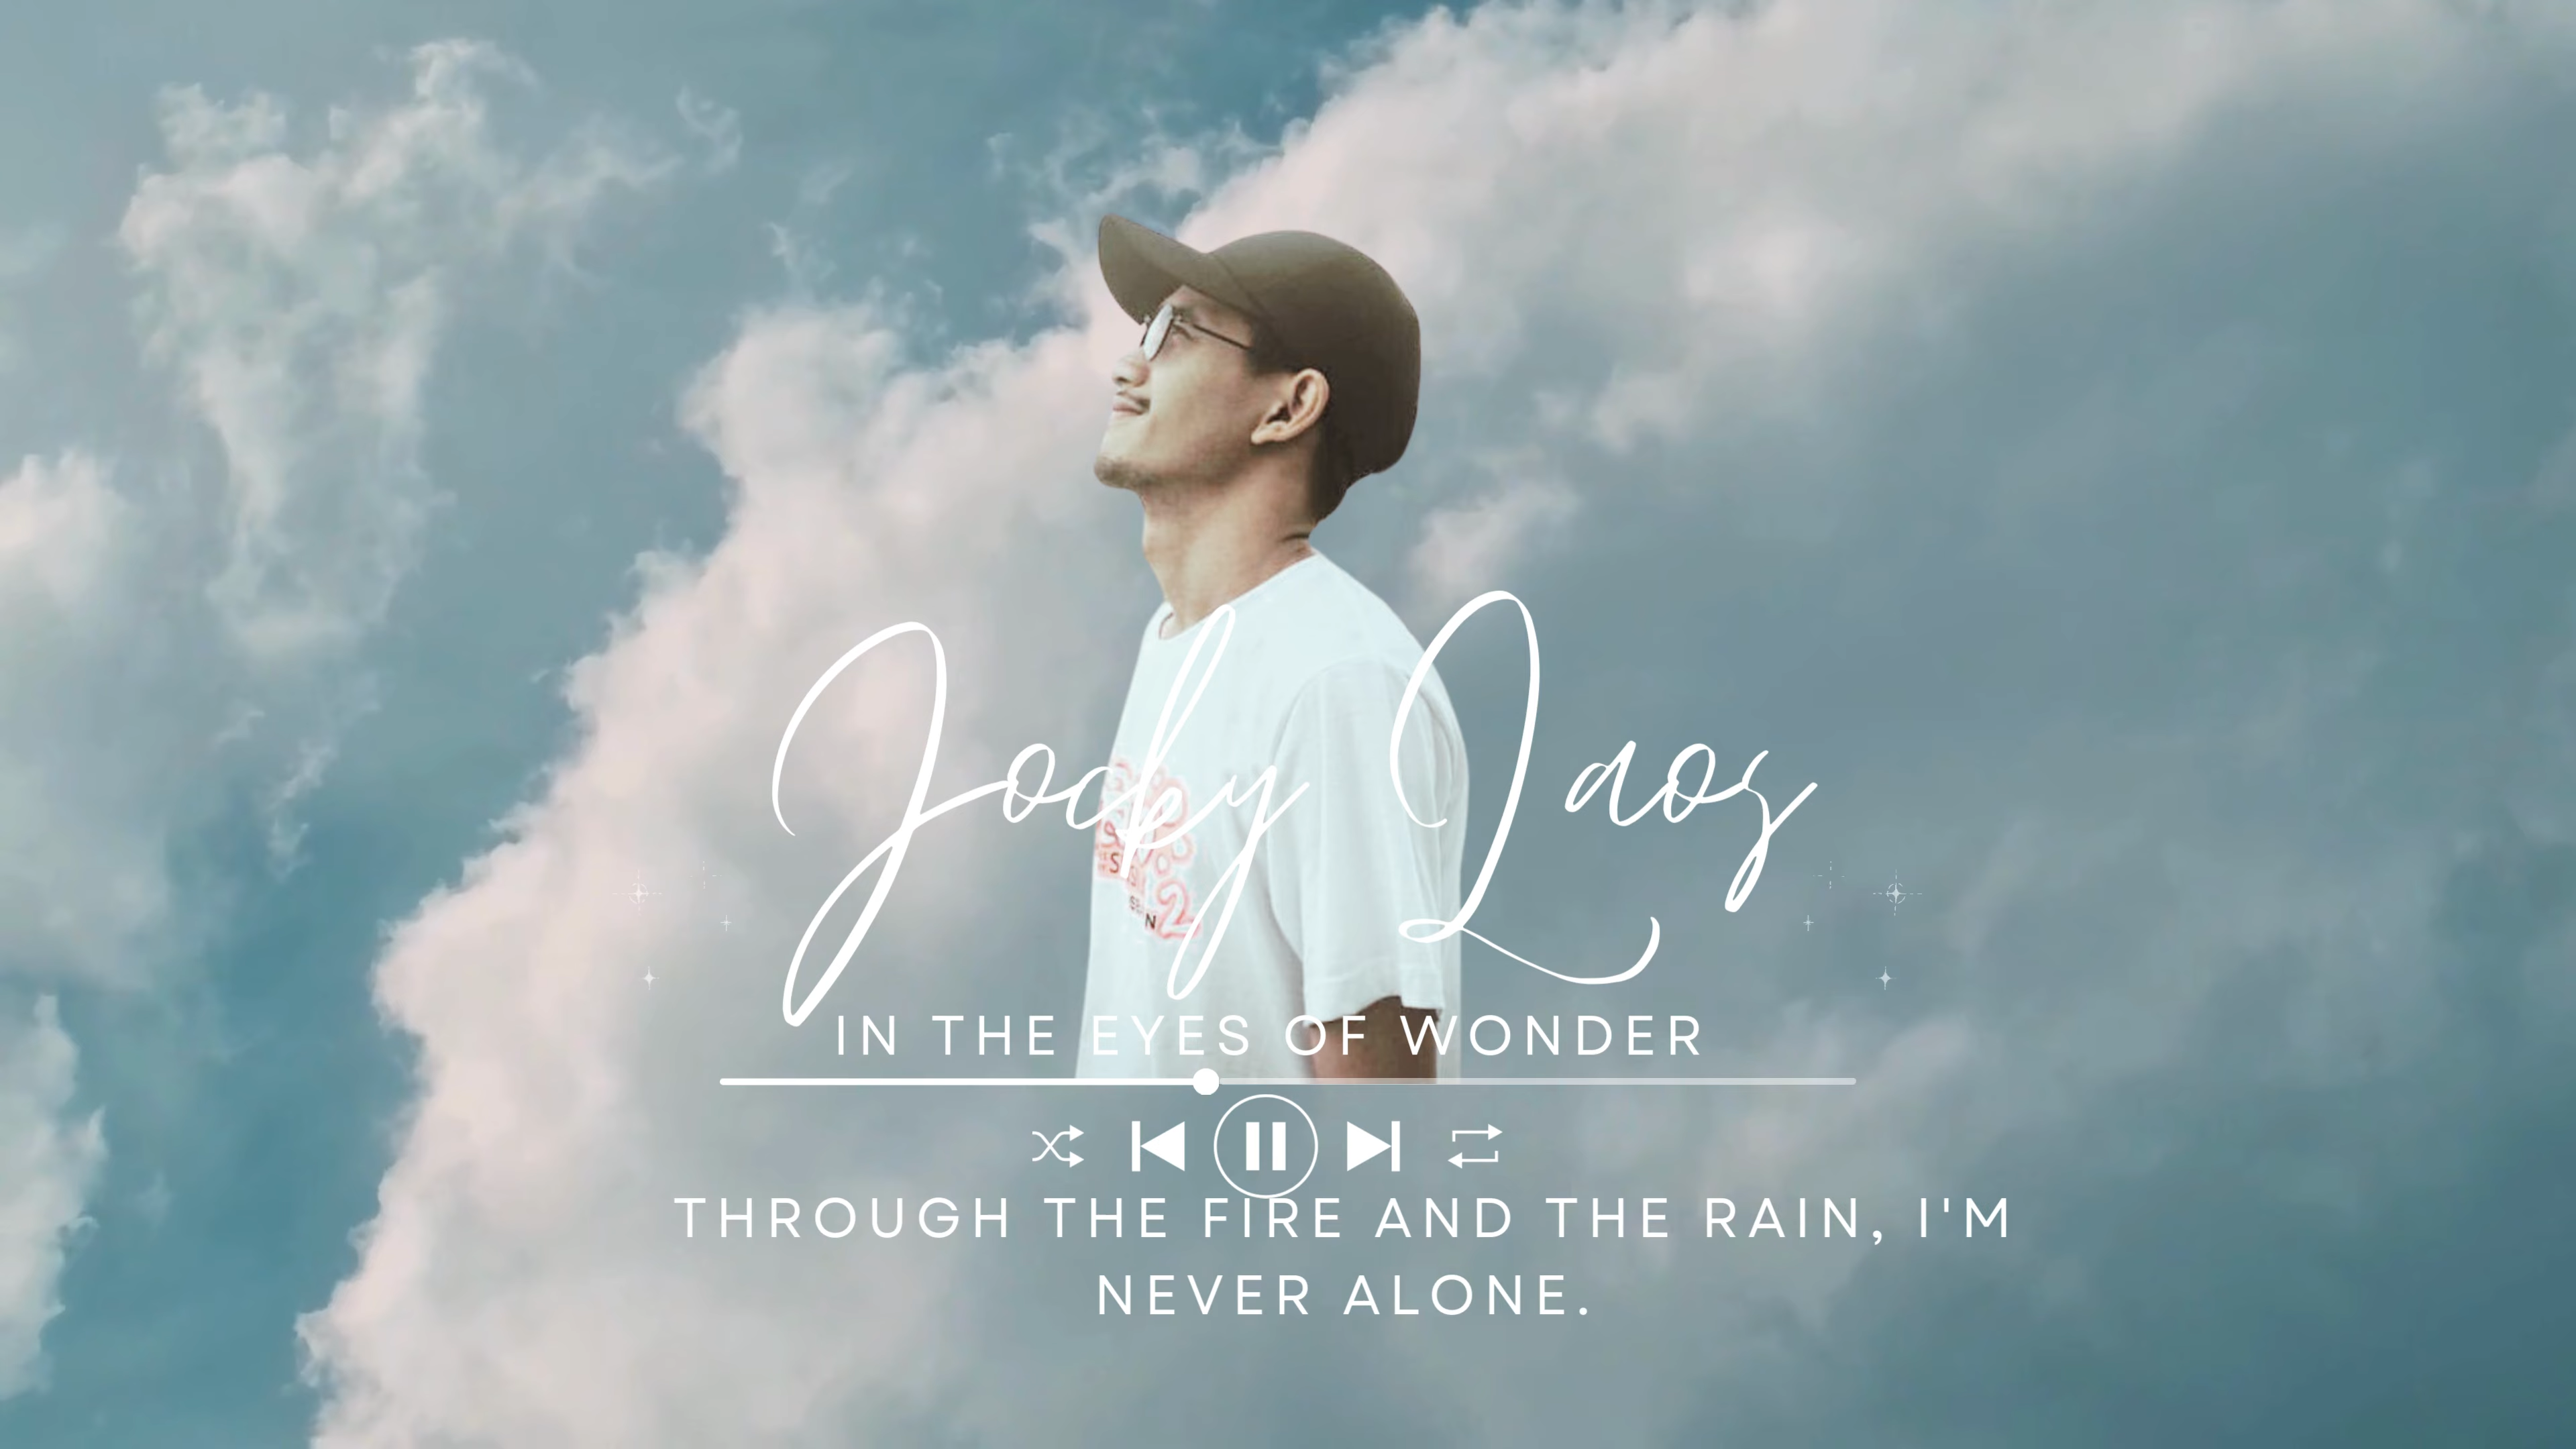 Jocky Laos
IN THE EYES OF WONDER
THROUGH THE FIRE AND THE RAIN, I'M
NEVER ALONE.